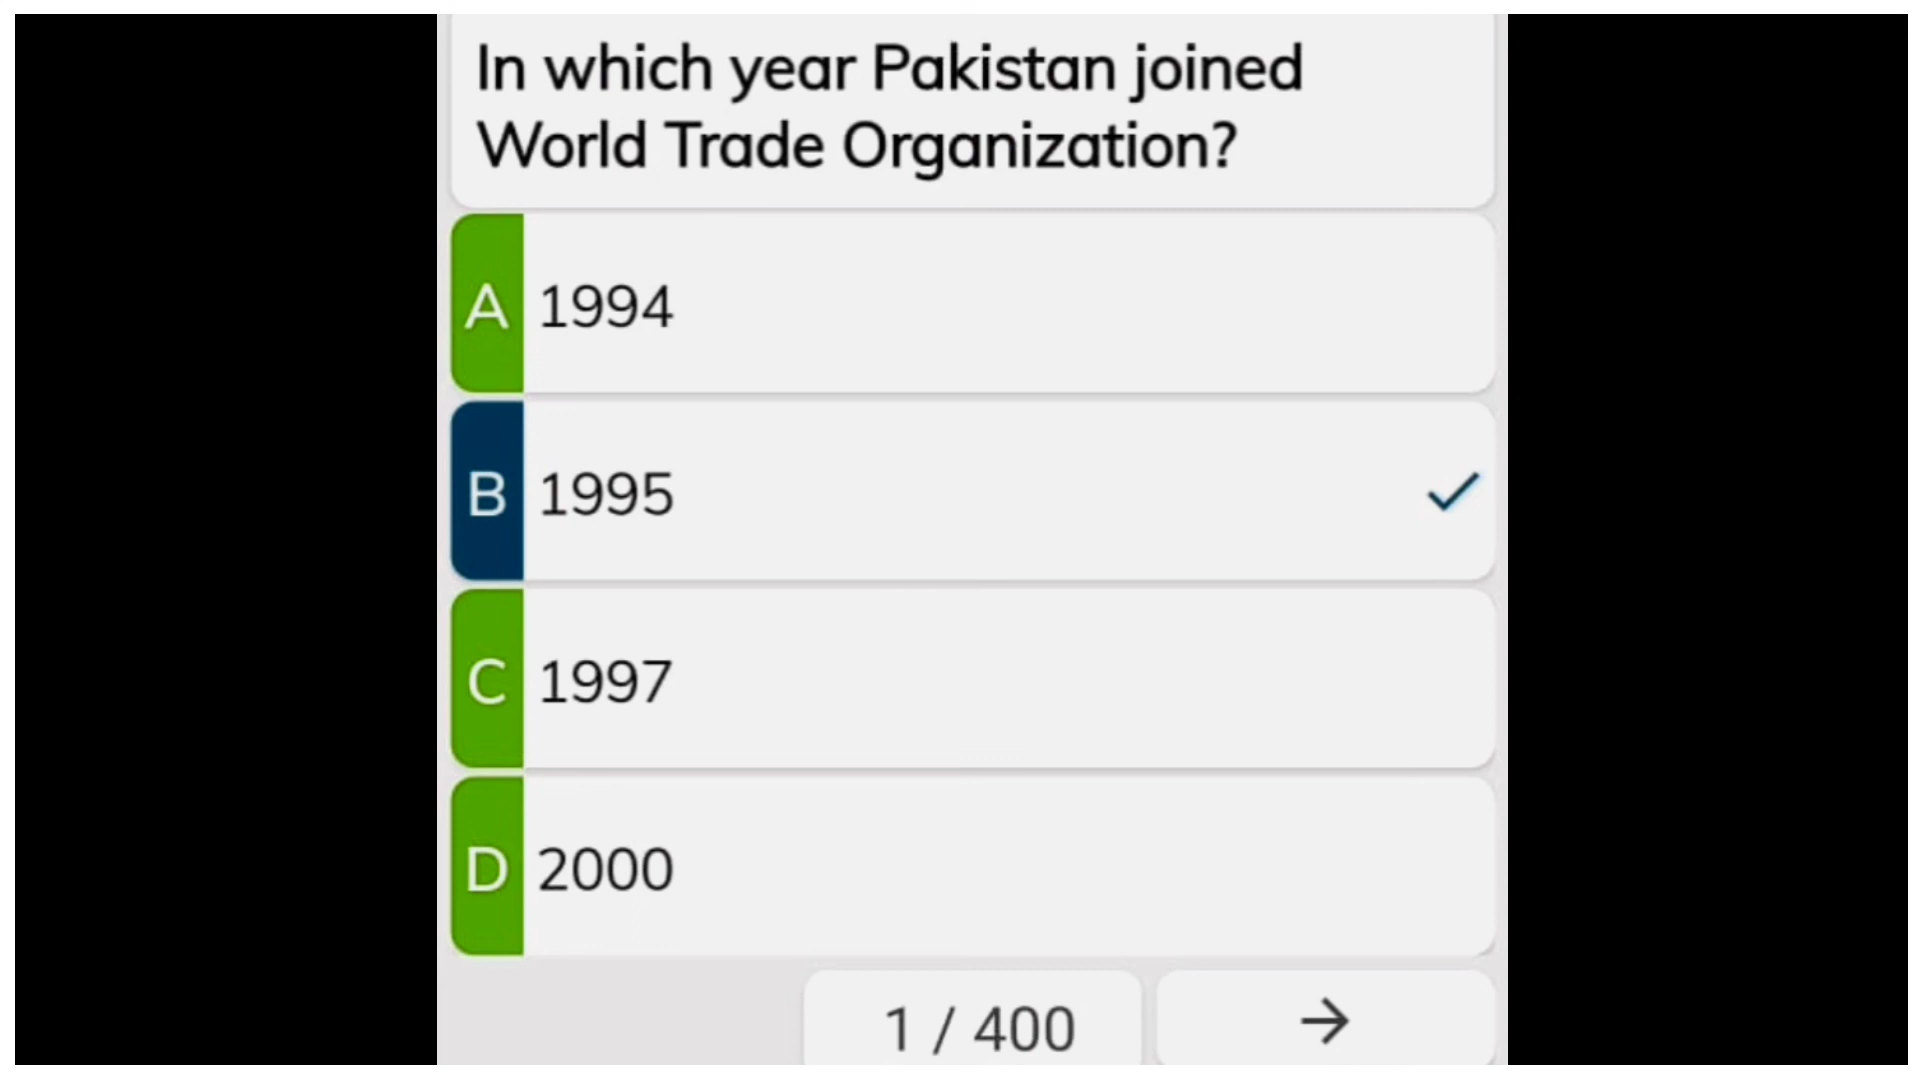 In which year Pakistan joined
World Trade Organization?
A 1994
B 1995
C 1997
D 2000
1 / 400